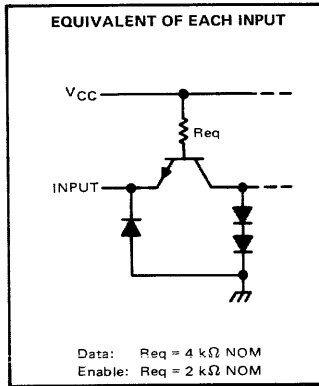 EQUIVALENT OF EACH INPUT
VCC
Req
INPUT
Data: Req = 4 kΩ NOM
Enable: Req = 2 kΩ NOM